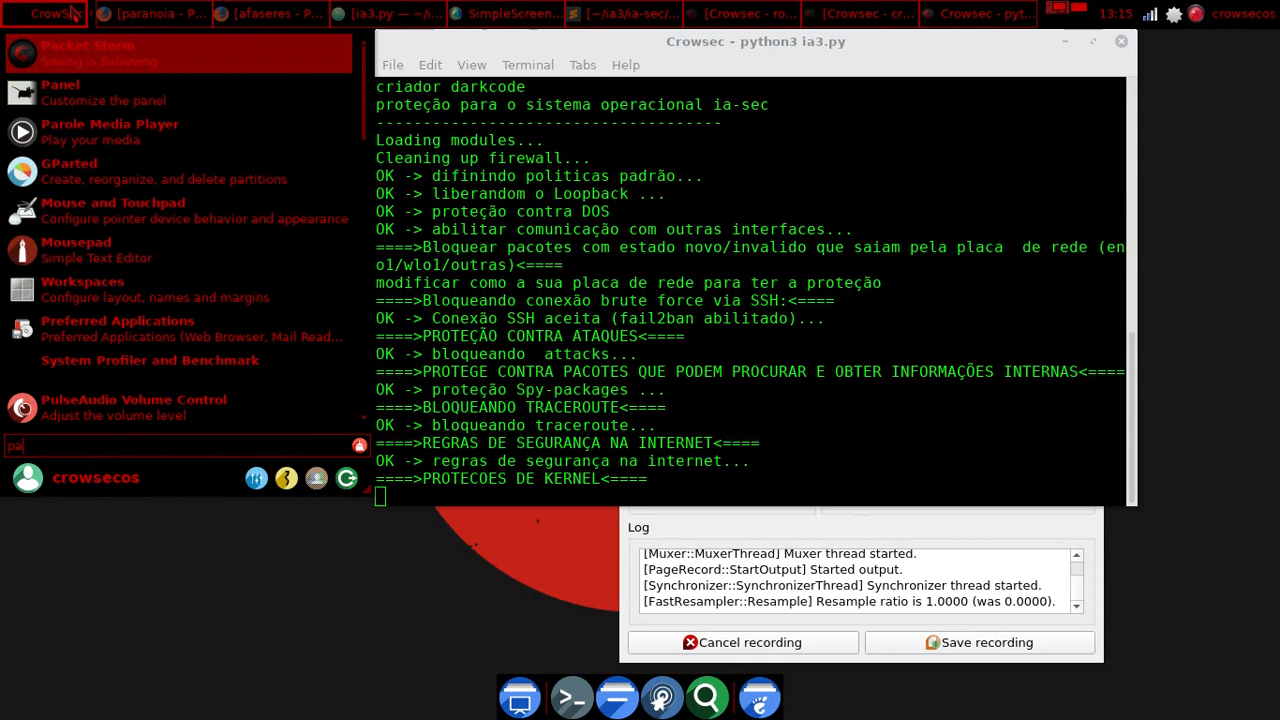 CrowSec
[paranoia - P...
[afaseres - P...
[ia3.py — ~/i...
SimpleScreen...
[~/ia3/ia-sec/...
[Crowsec - ro...
[Crowsec - cr...
Crowsec - pyt...
13:15
crowsecos
Packet Storm
Seeing is Believing
Panel
Customize the panel
Parole Media Player
Play your media
GParted
Create, reorganize, and delete partitions
Mouse and Touchpad
Configure pointer device behavior and appearance
Mousepad
Simple Text Editor
Workspaces
Configure layout, names and margins
Preferred Applications
Preferred Applications (Web Browser, Mail Read...
System Profiler and Benchmark
PulseAudio Volume Control
Adjust the volume level
pa
crowsecos
Crowsec - python3 ia3.py
File Edit View Terminal Tabs Help
criador darkcode
proteção para o sistema operacional ia-sec
-------------------------------------
Loading modules...
Cleaning up firewall...
OK -> difinindo politicas padrão...
OK -> liberandom o Loopback ...
OK -> proteção contra DOS
OK -> abilitar comunicação com outras interfaces...
====>Bloquear pacotes com estado novo/invalido que saiam pela placa  de rede (en
o1/wlo1/outras)<====
modificar como a sua placa de rede para ter a proteção
====>Bloqueando conexão brute force via SSH:<====
OK -> Conexão SSH aceita (fail2ban abilitado)...
====>PROTEÇÃO CONTRA ATAQUES<====
OK -> bloqueando  attacks...
====>PROTEGE CONTRA PACOTES QUE PODEM PROCURAR E OBTER INFORMAÇÕES INTERNAS<====
OK -> proteção Spy-packages ...
====>BLOQUEANDO TRACEROUTE<====
OK -> bloqueando traceroute...
====>REGRAS DE SEGURANÇA NA INTERNET<====
OK -> regras de segurança na internet...
====>PROTECOES DE KERNEL<====
Log
[Muxer::MuxerThread] Muxer thread started.
[PageRecord::StartOutput] Started output.
[Synchronizer::SynchronizerThread] Synchronizer thread started.
[FastResampler::Resample] Resample ratio is 1.0000 (was 0.0000).
Cancel recording
Save recording